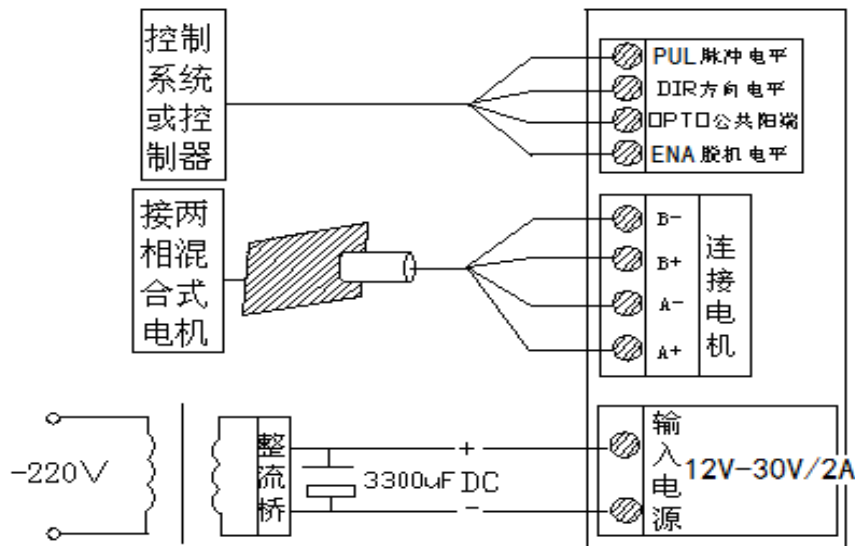 控制
系统
或控
制器
PUL脉冲电平
DIR方向电平
OPTO公共阳端
ENA脱机电平
接两
相混
合式
电机
B-
B+
A-
A+
连
接
电
机
-220V
整
流
桥
3300uF
DC
+
-
输
入
电
源
12V-30V/2A